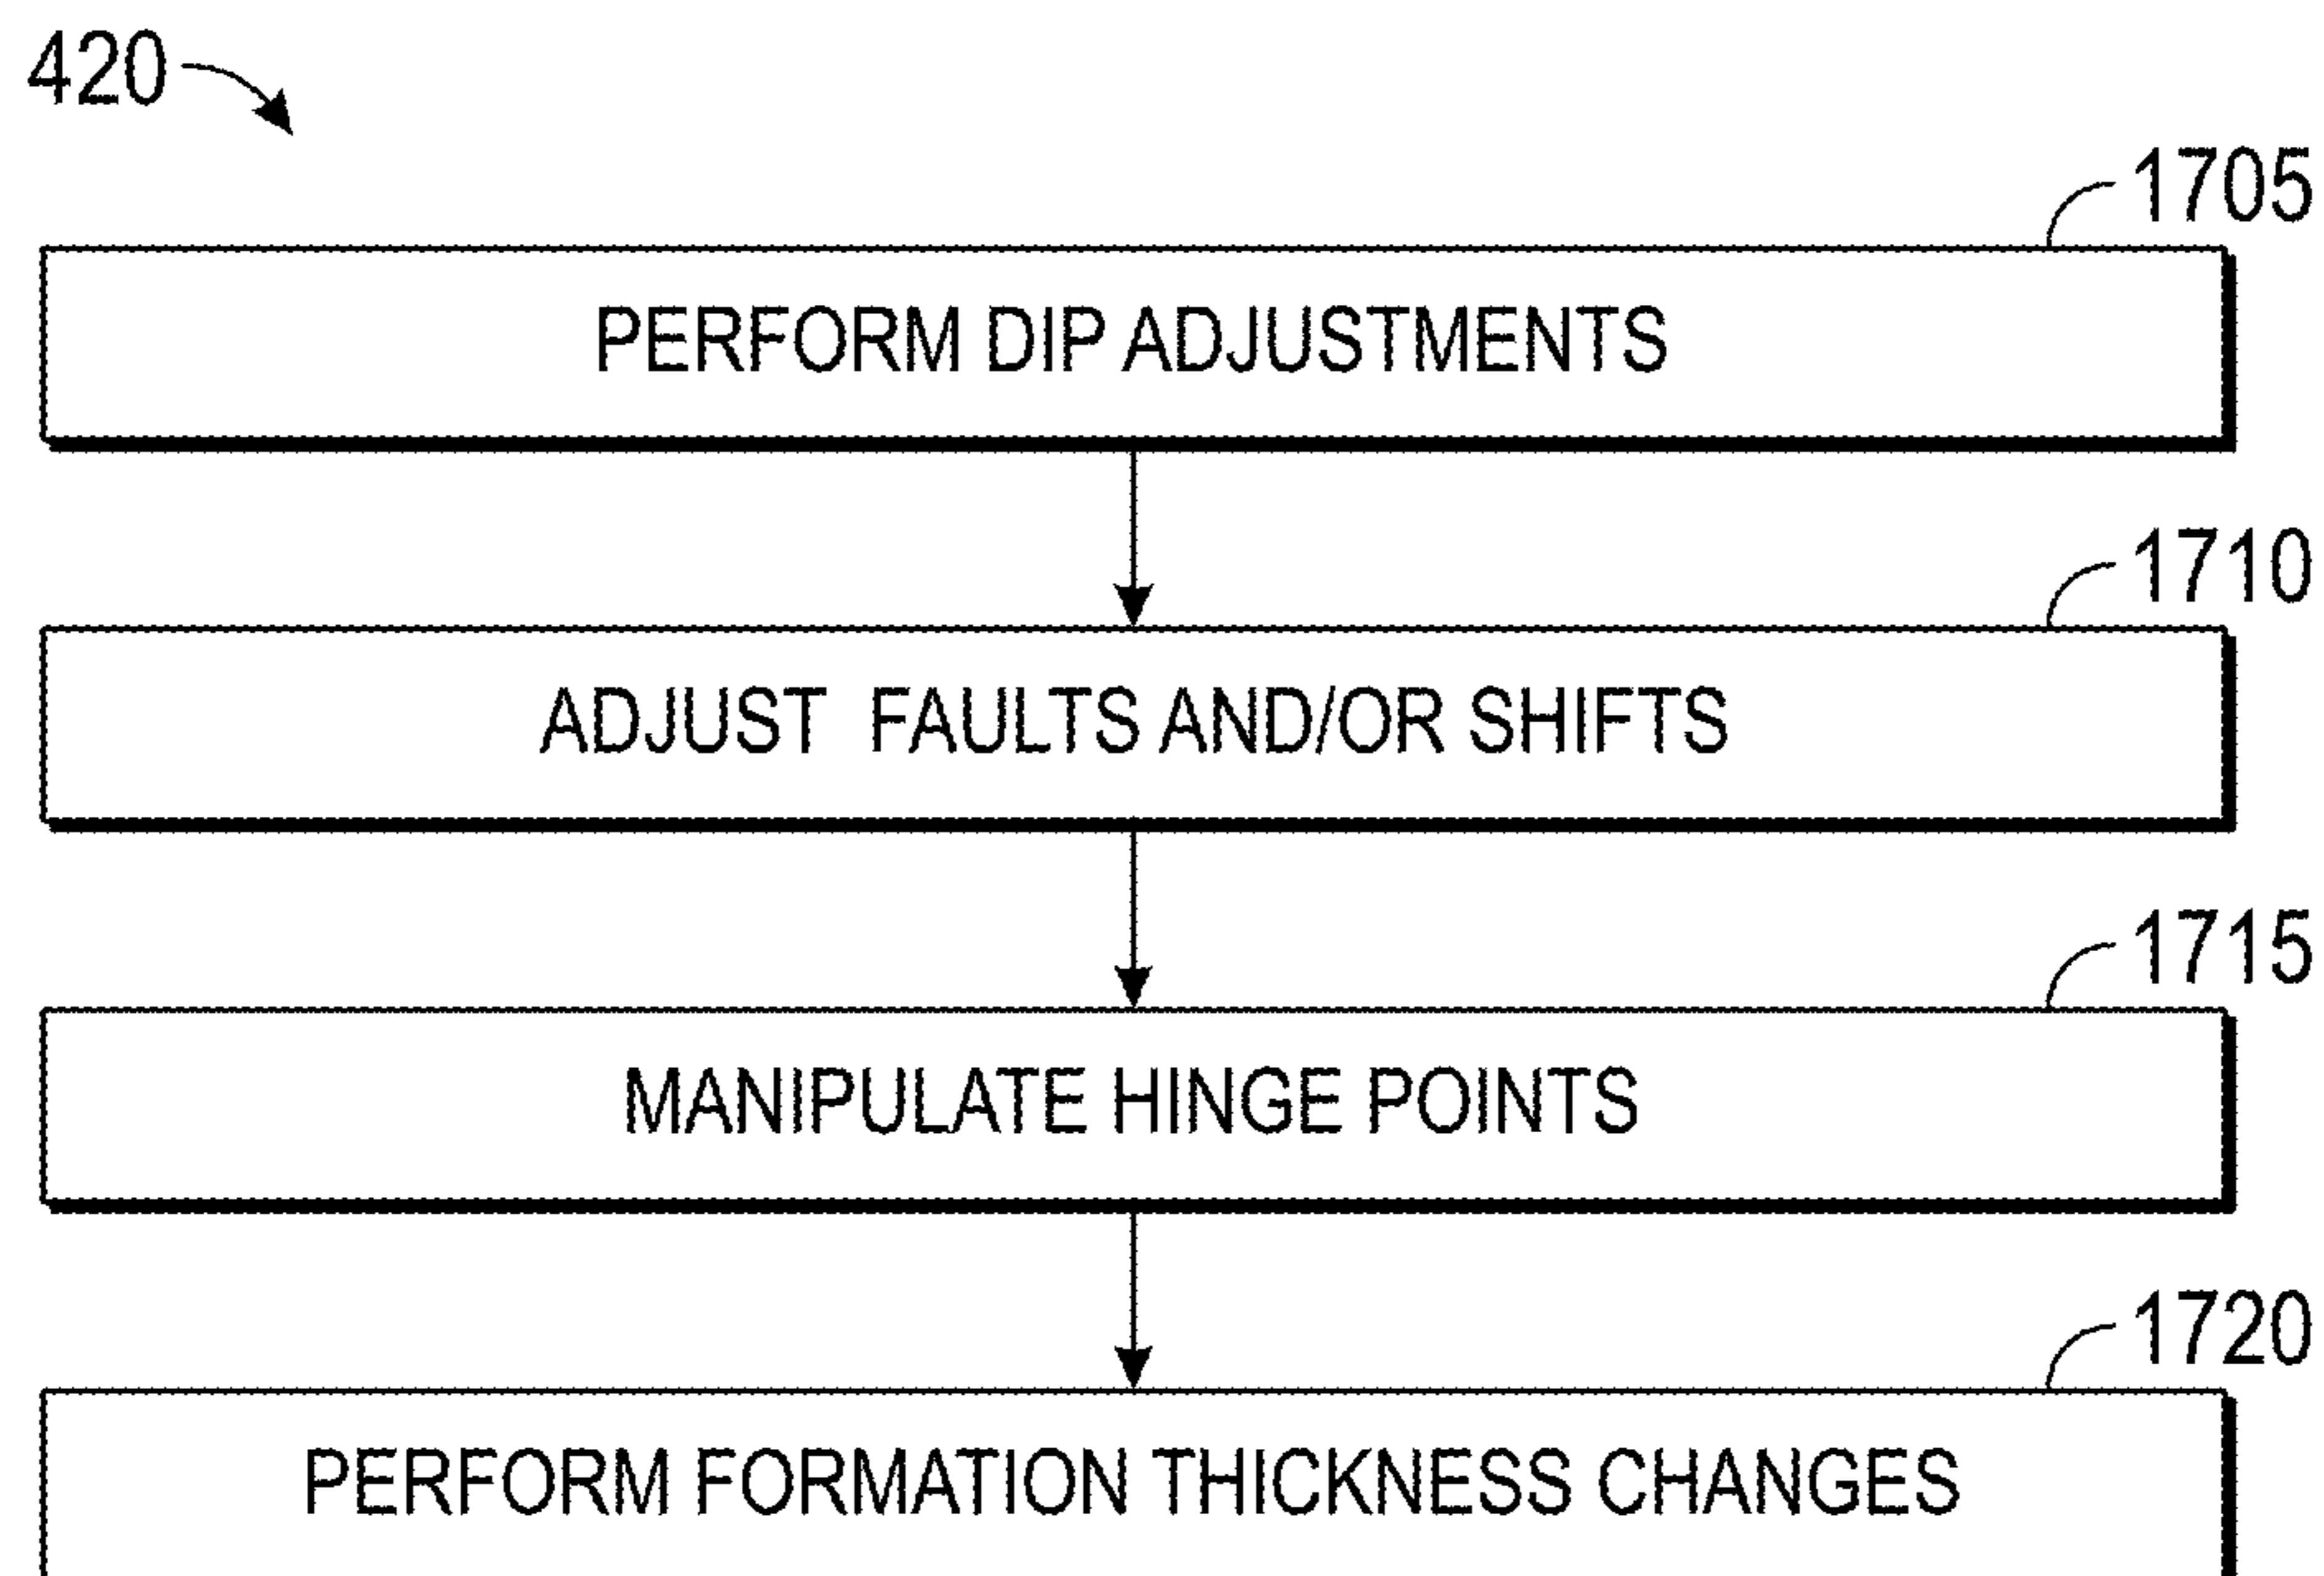 420
1705
PERFORM DIP ADJUSTMENTS
1710
ADJUST FAULTS AND/OR SHIFTS
1715
MANIPULATE HINGE POINTS
1720
PERFORM FORMATION THICKNESS CHANGES